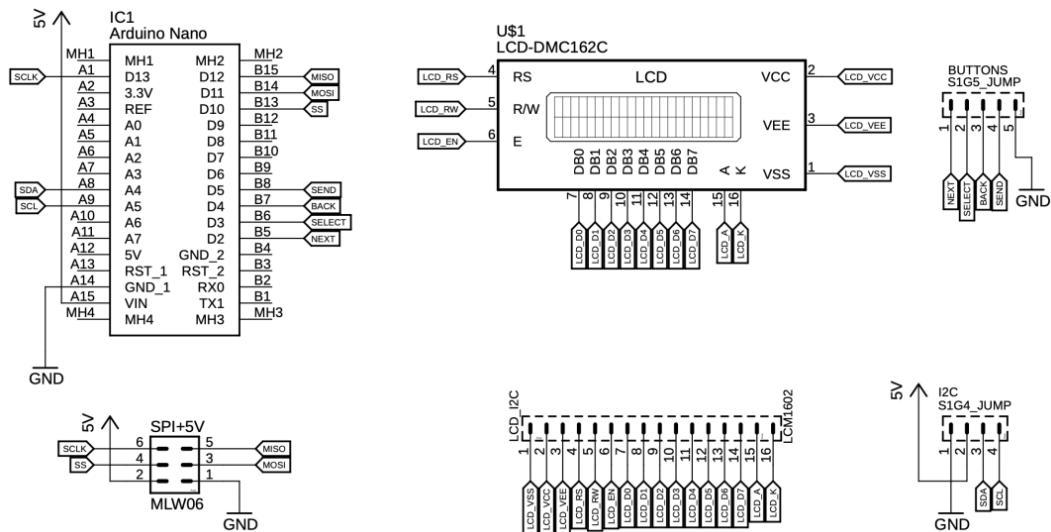 5V
IC1
Arduino Nano
MH1 MH1 MH2 MH2
SCLK A1 D13 D12 B15 MISO
A2 3.3V D11 B14 MOSI
A3 REF D10 B13 SS
A4 A0 D9 B12
A5 A1 D8 B11
A6 A2 D7 B10
A7 A3 D6 B9
SDA A8 A4 D5 B8 SEND
SCL A9 A5 D4 B7 BACK
A10 A6 D3 B6 SELECT
A11 A7 D2 B5 NEXT
A12 5V GND_2 B4
A13 RST_1 RST_2 B3
A14 GND_1 RX0 B2
A15 VIN TX1 B1
MH4 MH4 MH3 MH3
GND
U$1
LCD-DMC162C
LCD
LCD_RS 4 RS VCC 2 LCD_VCC
LCD_RW 5 R/W VEE 3 LCD_VEE
LCD_EN 6 E VSS 1 LCD_VSS
DB0 DB1 DB2 DB3 DB4 DB5 DB6 DB7 A K
7 8 9 10 11 12 13 14 15 16
LCD_D0 LCD_D1 LCD_D2 LCD_D3 LCD_D4 LCD_D5 LCD_D6 LCD_D7 LCD_A LCD_K
BUTTONS
S1G5_JUMP
1 2 3 4 5
NEXT SELECT BACK SEND
GND
5V
SPI+5V
SCLK 6 5 MISO
SS 4 3 MOSI
2 1
MLW06
GND
LCD_I2C
LCM1602
1 2 3 4 5 6 7 8 9 10 11 12 13 14 15 16
LCD_VSS LCD_VCC LCD_VEE LCD_RS LCD_RW LCD_EN LCD_D0 LCD_D1 LCD_D2 LCD_D3 LCD_D4 LCD_D5 LCD_D6 LCD_D7 LCD_A LCD_K
5V
I2C
S1G4_JUMP
1 2 3 4
SDA SCL
GND